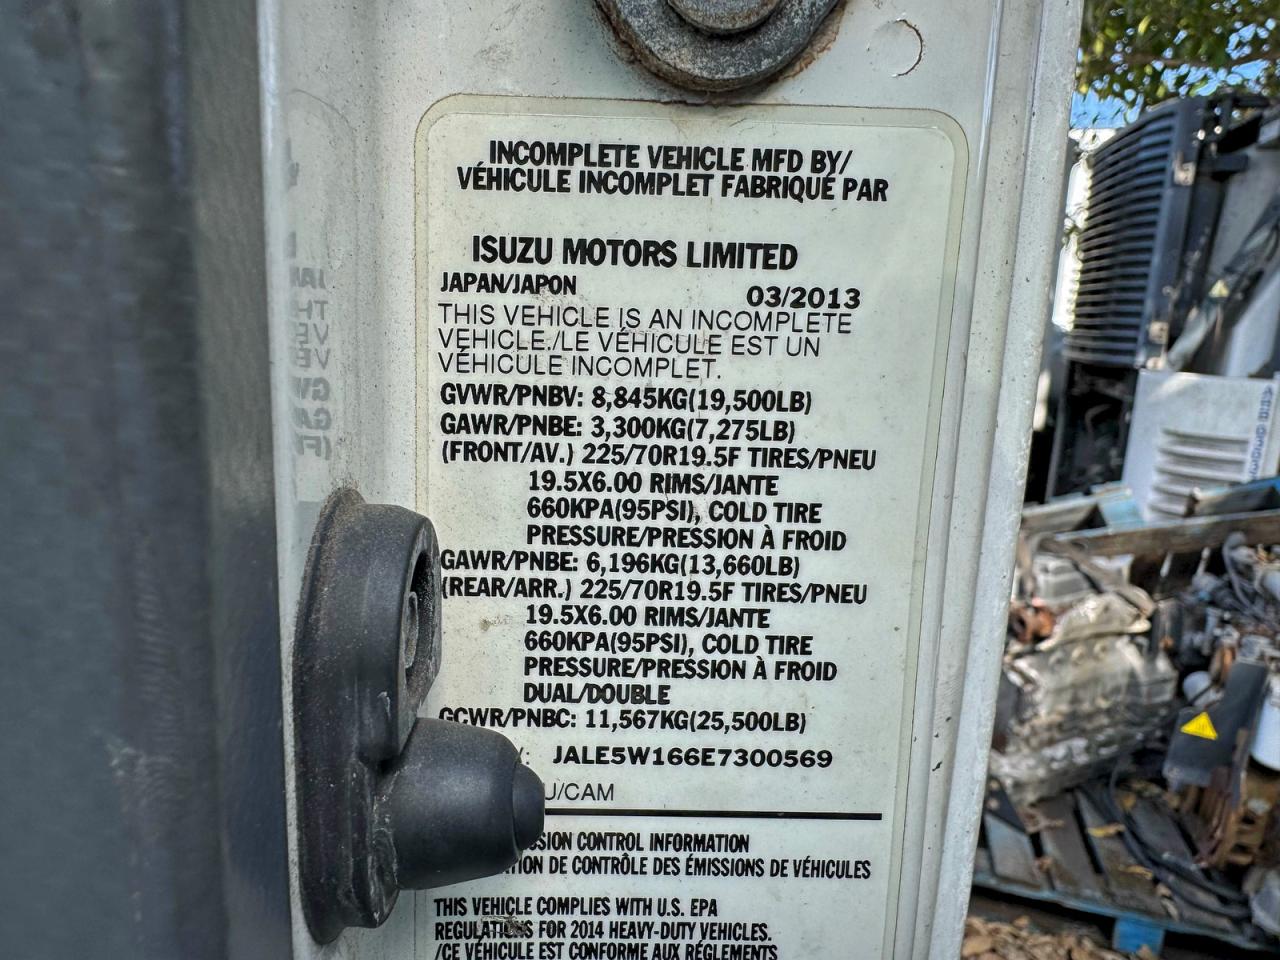 INCOMPLETE VEHICLE MFD BY/
VÉHICULE INCOMPLET FABRIQUÉ PAR
ISUZU MOTORS LIMITED
JAPAN/JAPON 03/2013
THIS VEHICLE IS AN INCOMPLETE
VEHICLE./LE VÉHICULE EST UN
VÉHICULE INCOMPLET.
GVWR/PNBV: 8,845KG(19,500LB)
GAWR/PNBE: 3,300KG(7,275LB)
(FRONT/AV.) 225/70R19.5F TIRES/PNEU
19.5X6.00 RIMS/JANTE
660KPA(95PSI), COLD TIRE
PRESSURE/PRESSION À FROID
GAWR/PNBE: 6,196KG(13,660LB)
(REAR/ARR.) 225/70R19.5F TIRES/PNEU
19.5X6.00 RIMS/JANTE
660KPA(95PSI), COLD TIRE
PRESSURE/PRESSION À FROID
DUAL/DOUBLE
GCWR/PNBC: 11,567KG(25,500LB)
JALE5W166E7300569
U/CAM
SION CONTROL INFORMATION
TION DE CONTRÔLE DES ÉMISSIONS DE VÉHICULES
THIS VEHICLE COMPLIES WITH U.S. EPA
REGULATIONS FOR 2014 HEAVY-DUTY VEHICLES.
/CE VÉHICULE EST CONFORME AUX RÉGLEMENTS